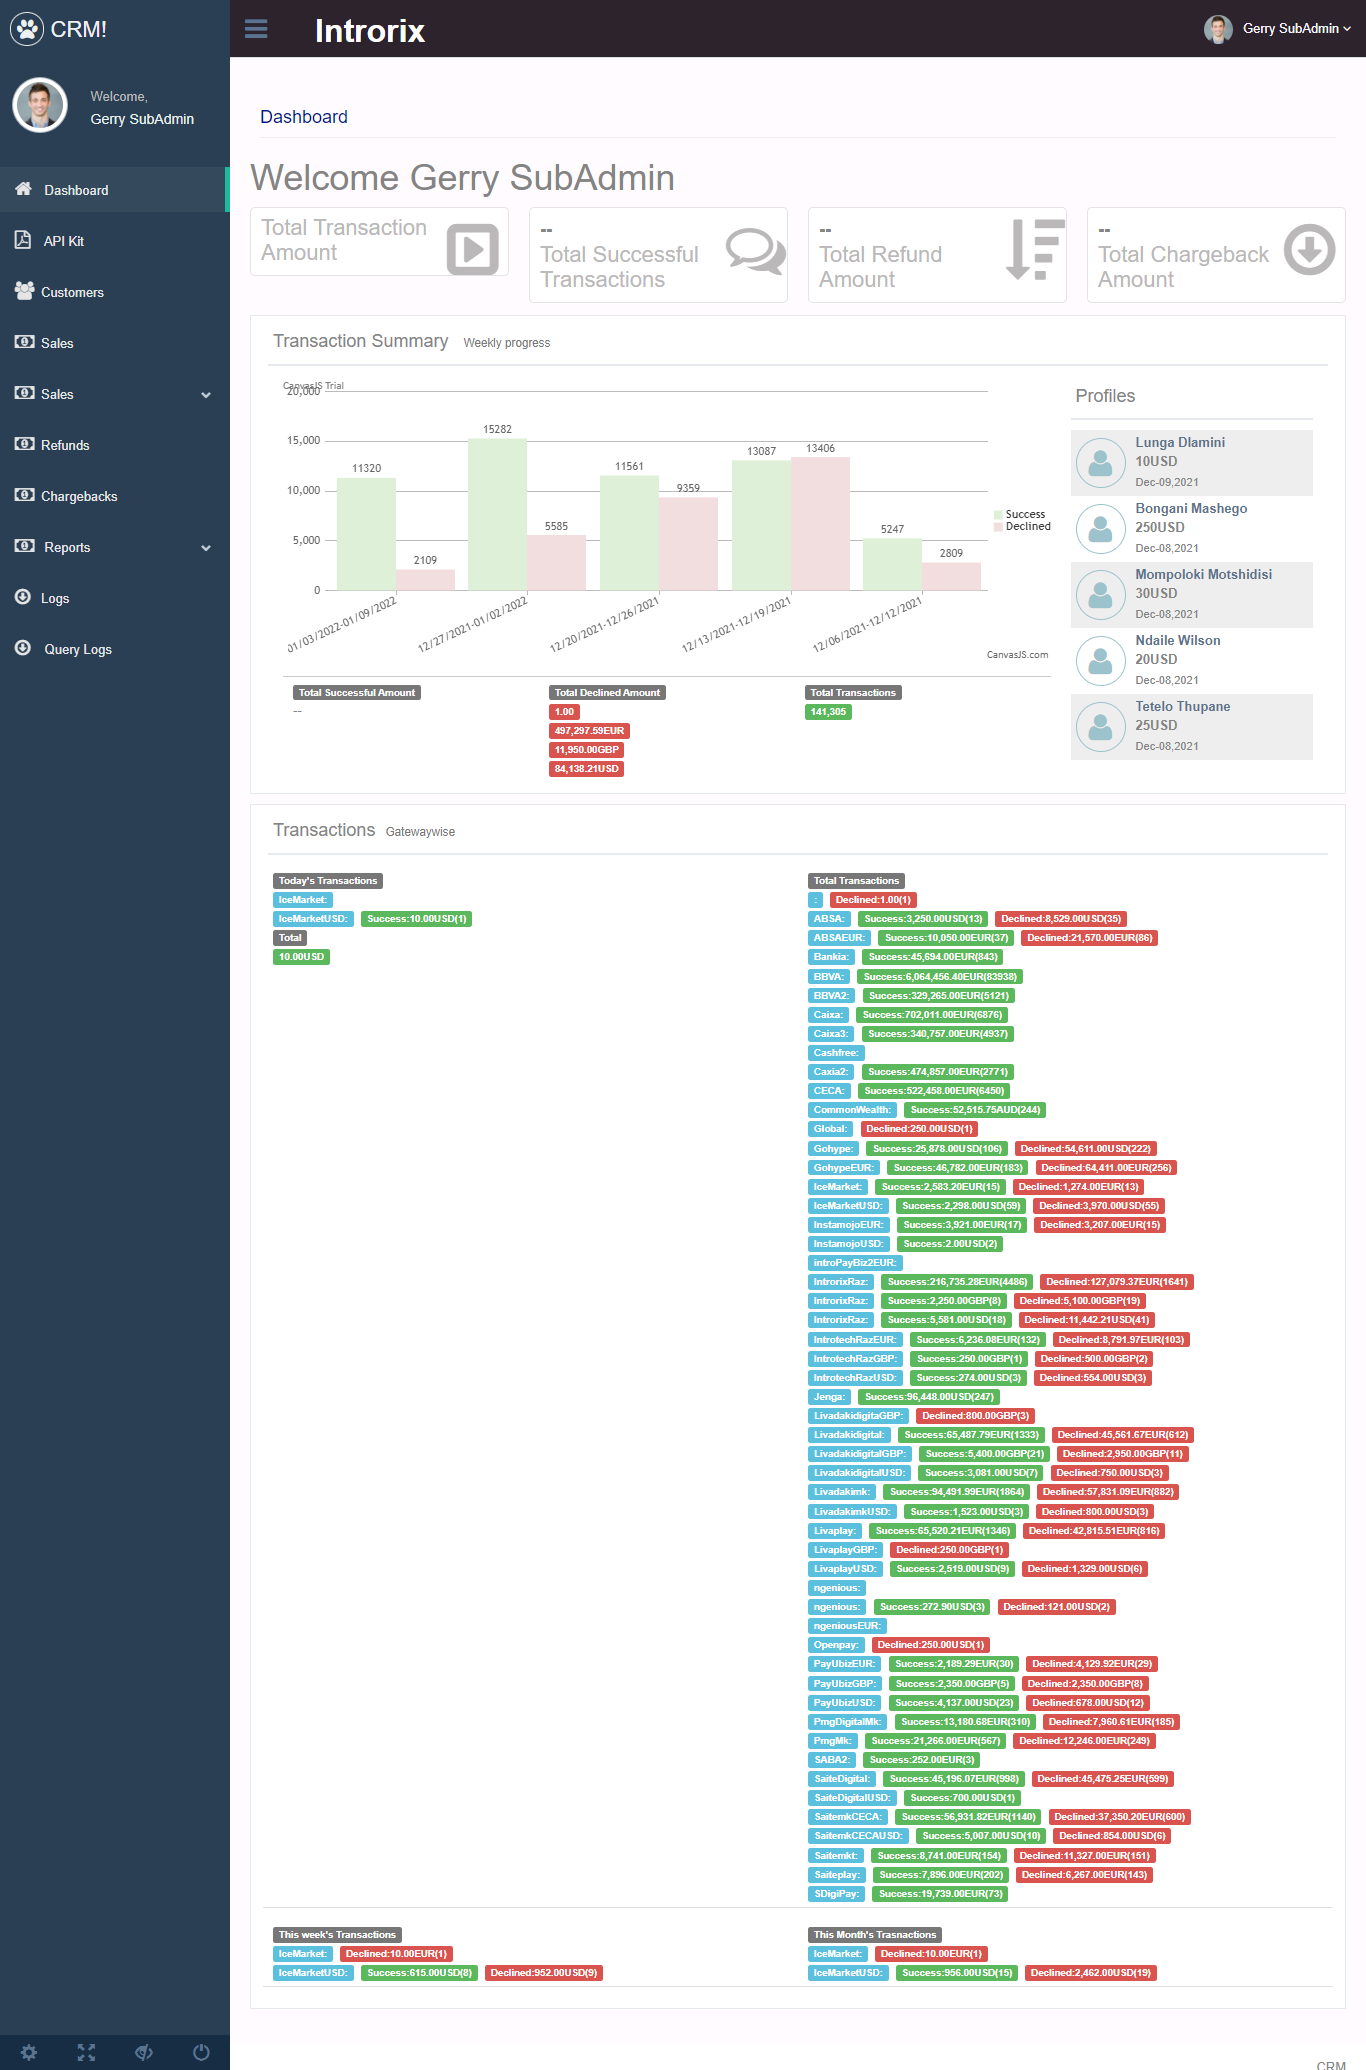 CRM!
Introrix
Gerry SubAdmin
Welcome,
Gerry SubAdmin
Dashboard
API Kit
Customers
Sales
Sales
Refunds
Chargebacks
Reports
Logs
Query Logs
Dashboard
Welcome Gerry SubAdmin
Total Transaction
Amount
--
Total Successful
Transactions
--
Total Refund
Amount
--
Total Chargeback
Amount
Transaction Summary Weekly progress
CanvasJS Trial
20,000
15,000
10,000
5,000
0
11320
2109
15282
5585
11561
9359
13087
13406
5247
2809
01/03/2022-01/09/2022
12/27/2021-01/02/2022
12/20/2021-12/26/2021
12/13/2021-12/19/2021
12/06/2021-12/12/2021
Success
Declined
CanvasJS.com
Total Successful Amount
--
Total Declined Amount
1.00
497,297.59EUR
11,950.00GBP
84,138.21USD
Total Transactions
141,305
Profiles
Lunga Dlamini
10USD
Dec-09,2021
Bongani Mashego
250USD
Dec-08,2021
Mompoloki Motshidisi
30USD
Dec-08,2021
Ndaile Wilson
20USD
Dec-08,2021
Tetelo Thupane
25USD
Dec-08,2021
Transactions Gatewaywise
Today's Transactions
IceMarket:
IceMarketUSD: Success:10.00USD(1)
Total
10.00USD
Total Transactions
: Declined:1.00(1)
ABSA: Success:3,250.00USD(13) Declined:8,529.00USD(35)
ABSAEUR: Success:10,050.00EUR(37) Declined:21,570.00EUR(86)
Bankia: Success:45,694.00EUR(843)
BBVA: Success:6,064,456.40EUR(83938)
BBVA2: Success:329,265.00EUR(5121)
Caixa: Success:702,011.00EUR(6876)
Caixa3: Success:340,757.00EUR(4937)
Cashfree:
Caxia2: Success:474,857.00EUR(2771)
CECA: Success:522,458.00EUR(6450)
CommonWealth: Success:52,515.75AUD(244)
Global: Declined:250.00USD(1)
Gohype: Success:25,878.00USD(106) Declined:54,611.00USD(222)
GohypeEUR: Success:46,782.00EUR(183) Declined:64,411.00EUR(256)
IceMarket: Success:2,583.20EUR(15) Declined:1,274.00EUR(13)
IceMarketUSD: Success:2,298.00USD(59) Declined:3,970.00USD(55)
InstamojoEUR: Success:3,921.00EUR(17) Declined:3,207.00EUR(15)
InstamojoUSD: Success:2.00USD(2)
introPayBiz2EUR:
IntrorixRaz: Success:216,735.28EUR(4486) Declined:127,079.37EUR(1641)
IntrorixRaz: Success:2,250.00GBP(8) Declined:5,100.00GBP(19)
IntrorixRaz: Success:5,581.00USD(18) Declined:11,442.21USD(41)
IntrotechRazEUR: Success:6,236.08EUR(132) Declined:8,791.97EUR(103)
IntrotechRazGBP: Success:250.00GBP(1) Declined:500.00GBP(2)
IntrotechRazUSD: Success:274.00USD(3) Declined:554.00USD(3)
Jenga: Success:96,448.00USD(247)
LivadakidigitaGBP: Declined:800.00GBP(3)
Livadakidigital: Success:65,487.79EUR(1333) Declined:45,561.67EUR(612)
LivadakidigitalGBP: Success:5,400.00GBP(21) Declined:2,950.00GBP(11)
LivadakidigitalUSD: Success:3,081.00USD(7) Declined:750.00USD(3)
Livadakimk: Success:94,491.99EUR(1864) Declined:57,831.09EUR(882)
LivadakimkUSD: Success:1,523.00USD(3) Declined:800.00USD(3)
Livaplay: Success:65,520.21EUR(1346) Declined:42,815.51EUR(816)
LivaplayGBP: Declined:250.00GBP(1)
LivaplayUSD: Success:2,519.00USD(9) Declined:1,329.00USD(6)
ngenious:
ngenious: Success:272.90USD(3) Declined:121.00USD(2)
ngeniousEUR:
Openpay: Declined:250.00USD(1)
PayUbizEUR: Success:2,189.29EUR(30) Declined:4,129.92EUR(29)
PayUbizGBP: Success:2,350.00GBP(5) Declined:2,350.00GBP(8)
PayUbizUSD: Success:4,137.00USD(23) Declined:678.00USD(12)
PmgDigitalMk: Success:13,180.68EUR(310) Declined:7,960.61EUR(185)
PmgMk: Success:21,266.00EUR(567) Declined:12,246.00EUR(249)
SABA2: Success:252.00EUR(3)
SaiteDigital: Success:45,196.07EUR(998) Declined:45,475.25EUR(599)
SaiteDigitalUSD: Success:700.00USD(1)
SaitemkCECA: Success:56,931.82EUR(1140) Declined:37,350.20EUR(600)
SaitemkCECAUSD: Success:5,007.00USD(10) Declined:854.00USD(6)
Saitemkt: Success:8,741.00EUR(154) Declined:11,327.00EUR(151)
Saiteplay: Success:7,896.00EUR(202) Declined:6,267.00EUR(143)
SDigiPay: Success:19,739.00EUR(73)
This week's Transactions
IceMarket: Declined:10.00EUR(1)
IceMarketUSD: Success:615.00USD(8) Declined:952.00USD(9)
This Month's Trasnactions
IceMarket: Declined:10.00EUR(1)
IceMarketUSD: Success:956.00USD(15) Declined:2,462.00USD(19)
CRM